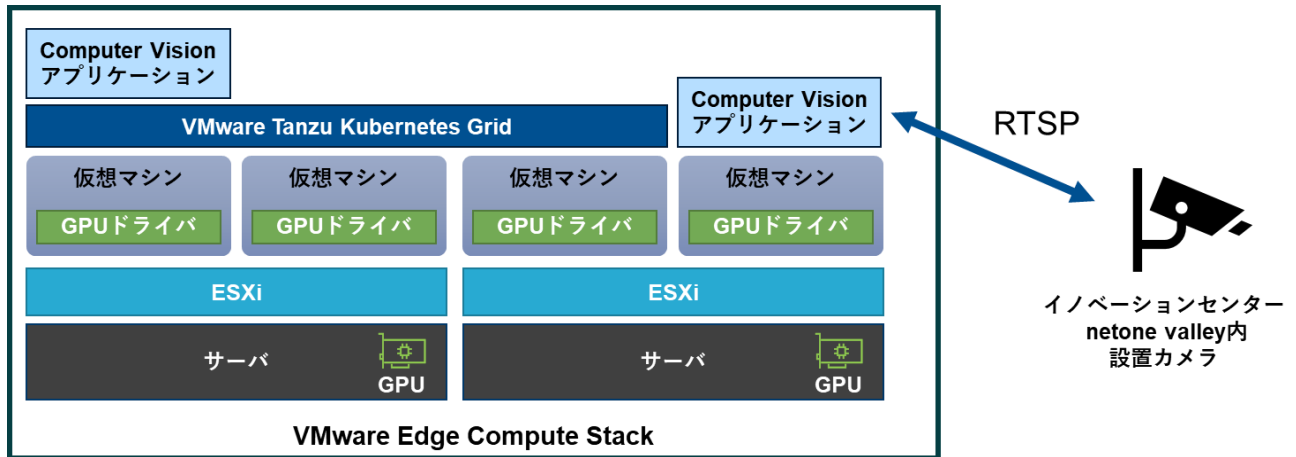 Computer Vision
アプリケーション
VMware Tanzu Kubernetes Grid
Computer Vision
アプリケーション
RTSP
仮想マシン
仮想マシン
仮想マシン
仮想マシン
GPUドライバ
GPUドライバ
GPUドライバ
GPUドライバ
ESXi
ESXi
サーバ
GPU
サーバ
GPU
VMware Edge Compute Stack
イノベーションセンター
netone valley内
設置カメラ